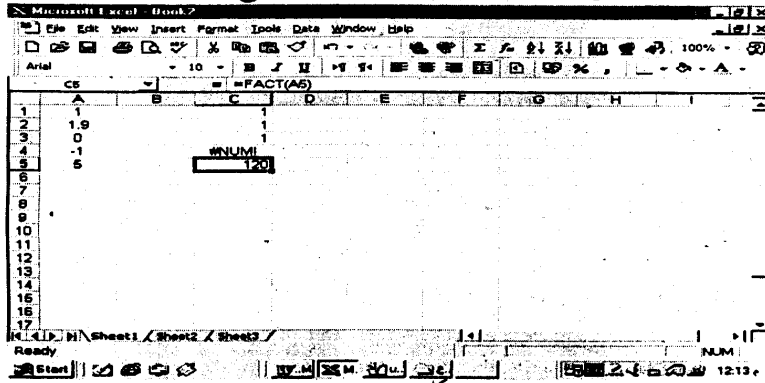 Microsoft Excel - Book2
File Edit View Insert Format Tools Data Window Help
100%
Arial 10 B I U
C5 = =FACT(A5)
A B C D E F G H I
1 1 1
2 1.9 1
3 0 1
4 -1 #NUM!
5 5 120
6
7
8
9
10
11
12
13
14
15
16
17
Sheet1 Sheet2 Sheet3
Ready NUM
Start 12:13 م